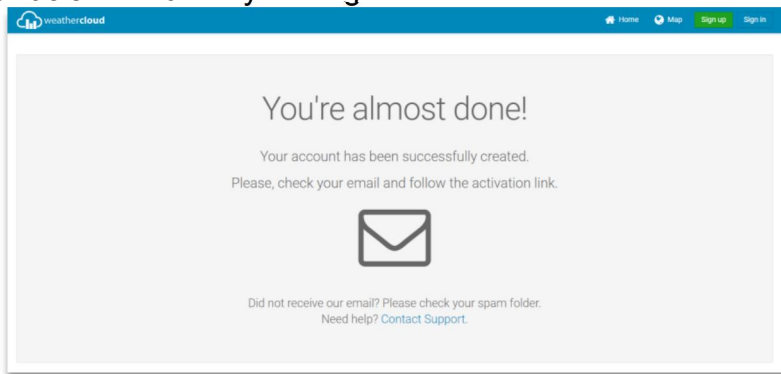 weathercloud
Home Map Sign up Sign in
You're almost done!
Your account has been successfully created.
Please, check your email and follow the activation link.
Did not receive our email? Please check your spam folder.
Need help? Contact Support.